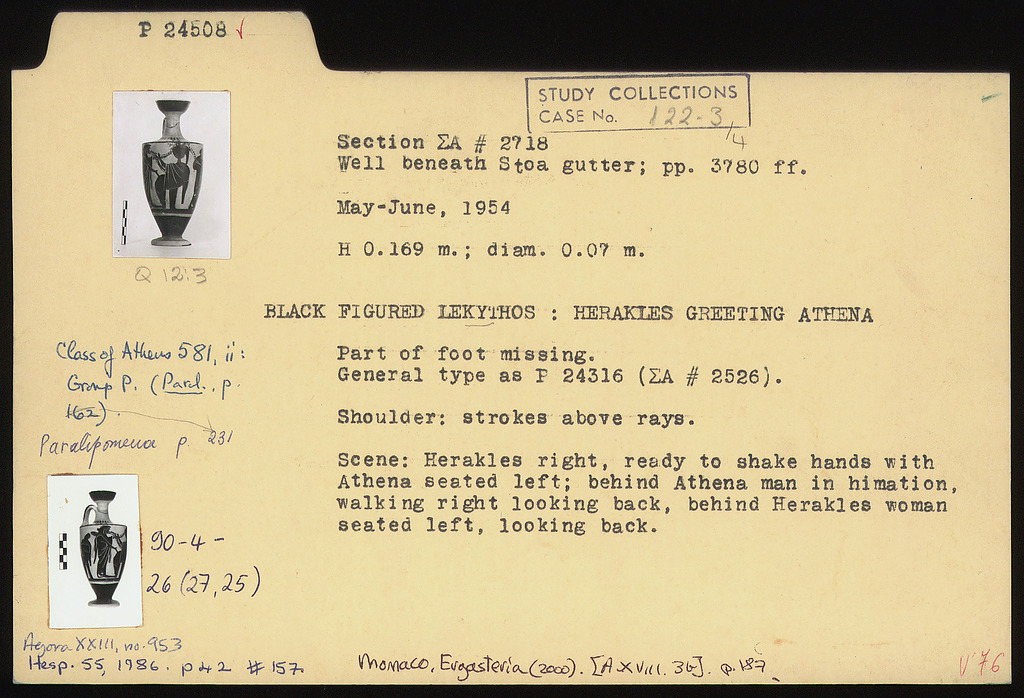 P 24508 √
STUDY COLLECTIONS
CASE No. 122-3/4
Section ΣA # 2718
Well beneath Stoa gutter; pp. 3780 ff.
May-June, 1954
H 0.169 m.; diam. 0.07 m.
Q 12:3
BLACK FIGURED LEKYTHOS : HERAKLES GREETING ATHENA
Class of Athens 581, ii:
Group P. (Paral., p.
162).
Paralipomena p. 231
Part of foot missing.
General type as P 24316 (ΣA # 2526).
Shoulder: strokes above rays.
Scene: Herakles right, ready to shake hands with
Athena seated left; behind Athena man in himation,
walking right looking back, behind Herakles woman
seated left, looking back.
90-4-
26 (27,25)
Agora XXIII, no. 953
Hesp. 55, 1986. p 42 # 157.
Monaco, Ergasteria (2000). [A XVIII. 36]. p. 187
V'76